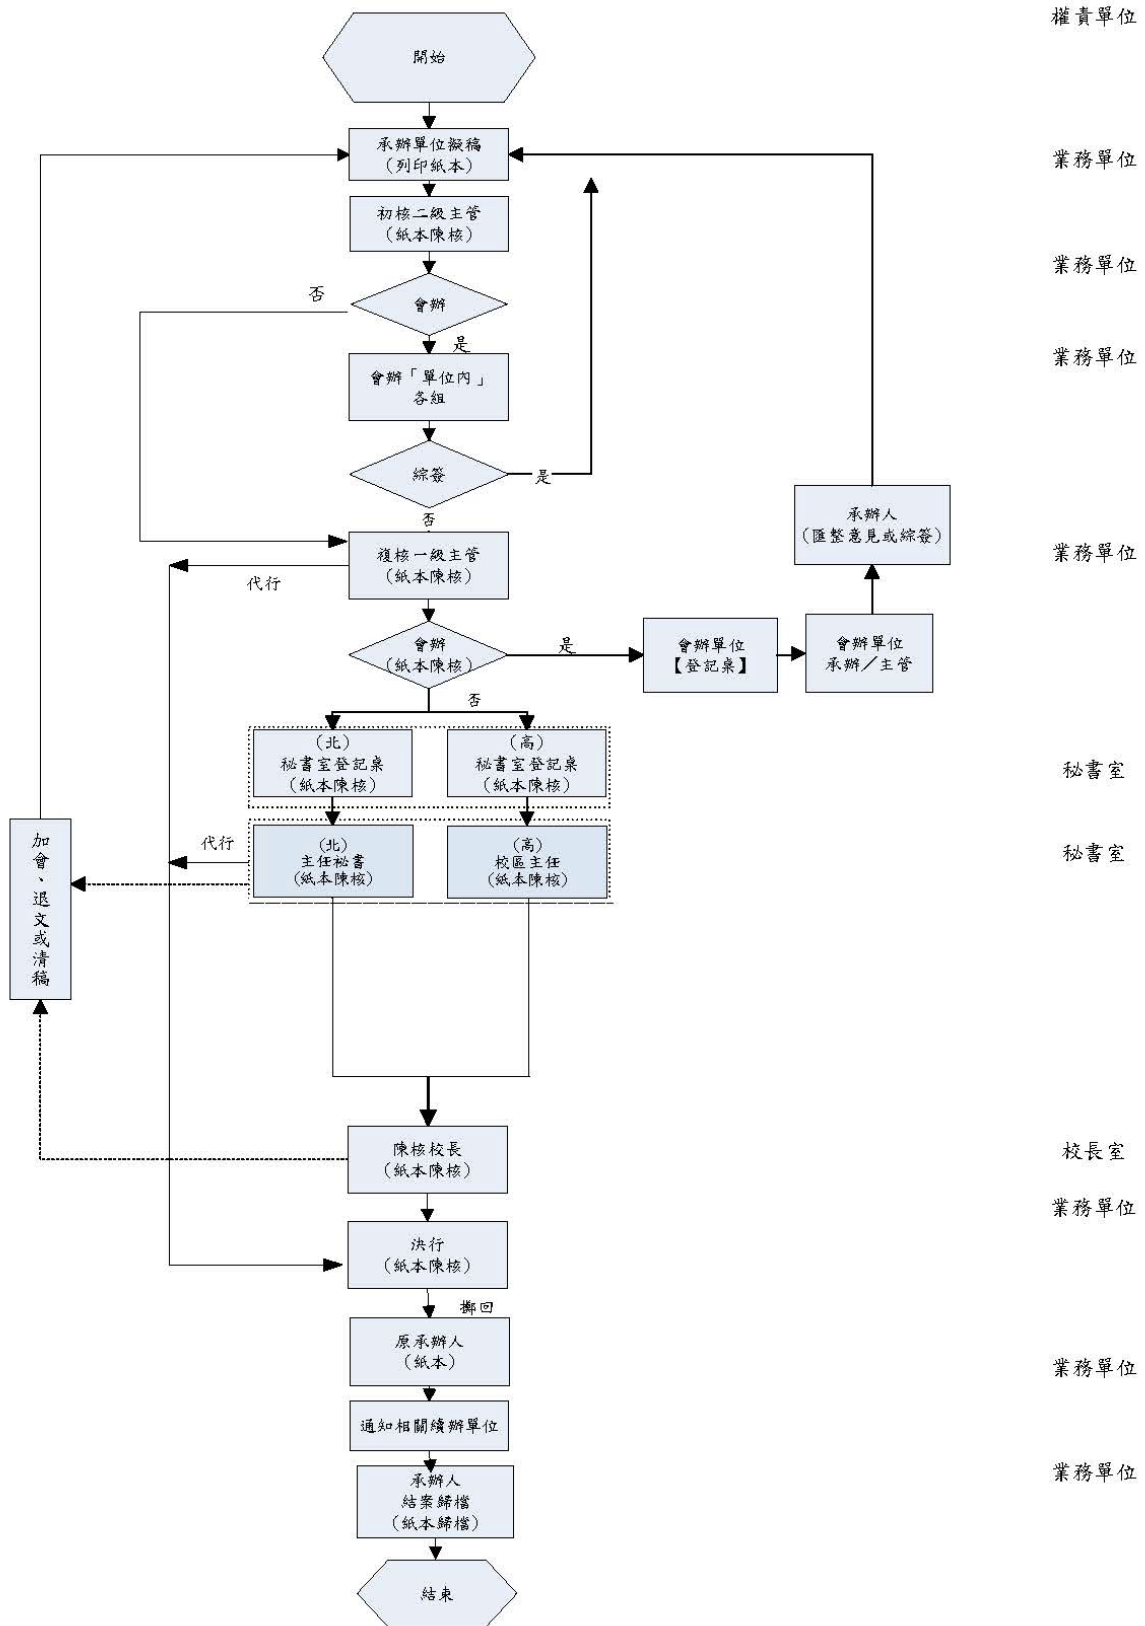 權責單位
開始
承辦單位擬稿
(列印紙本)
業務單位
初核二級主管
(紙本陳核)
業務單位
否
會辦
是
業務單位
會辦「單位內」
各組
綜簽
是
否
承辦人
(匯整意見或綜簽)
複核一級主管
(紙本陳核)
業務單位
代行
會辦
(紙本陳核)
是
會辦單位
【登記桌】
會辦單位
承辦／主管
否
(北)
秘書室登記桌
(紙本陳核)
(高)
秘書室登記桌
(紙本陳核)
秘書室
代行
(北)
主任秘書
(紙本陳核)
(高)
校區主任
(紙本陳核)
秘書室
加會、退文或清稿
陳核校長
(紙本陳核)
校長室
業務單位
決行
(紙本陳核)
擲回
原承辦人
(紙本)
業務單位
通知相關續辦單位
承辦人
結案歸檔
(紙本歸檔)
業務單位
結束